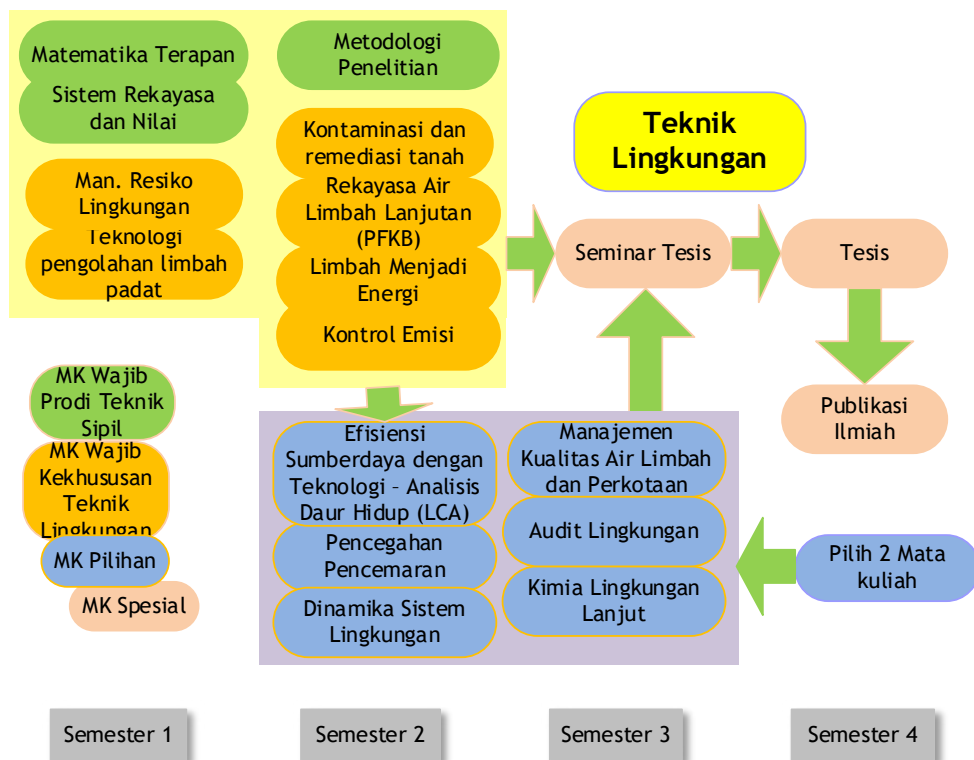 Matematika Terapan
Sistem Rekayasa
dan Nilai
Man. Resiko
Lingkungan
Teknologi
pengolahan limbah
padat
Metodologi
Penelitian
Kontaminasi dan
remediasi tanah
Rekayasa Air
Limbah Lanjutan
(PFKB)
Limbah Menjadi
Energi
Kontrol Emisi
Teknik
Lingkungan
Seminar Tesis
Tesis
Publikasi
Ilmiah
MK Wajib
Prodi Teknik
Sipil
MK Wajib
Kekhususan
Teknik
Lingkungan
MK Pilihan
MK Spesial
Efisiensi
Sumberdaya dengan
Teknologi – Analisis
Daur Hidup (LCA)
Pencegahan
Pencemaran
Dinamika Sistem
Lingkungan
Manajemen
Kualitas Air Limbah
dan Perkotaan
Audit Lingkungan
Kimia Lingkungan
Lanjut
Pilih 2 Mata
kuliah
Semester 1
Semester 2
Semester 3
Semester 4